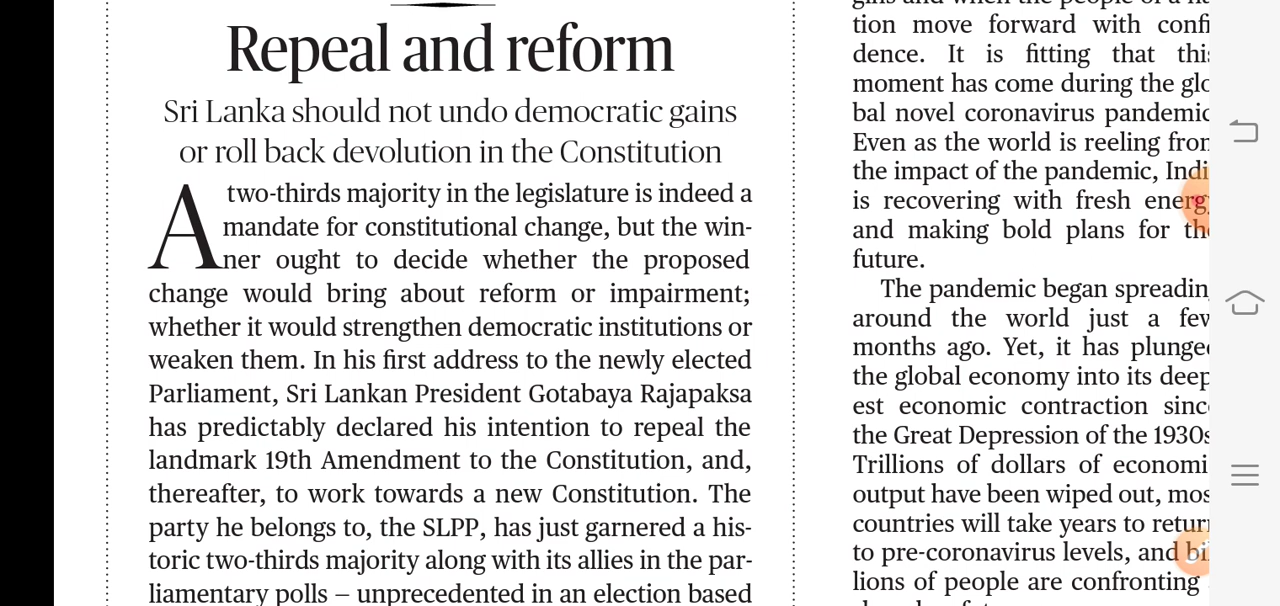 Repeal and reform
Sri Lanka should not undo democratic gains
or roll back devolution in the Constitution
A two-thirds majority in the legislature is indeed a
mandate for constitutional change, but the win-
ner ought to decide whether the proposed
change would bring about reform or impairment;
whether it would strengthen democratic institutions or
weaken them. In his first address to the newly elected
Parliament, Sri Lankan President Gotabaya Rajapaksa
has predictably declared his intention to repeal the
landmark 19th Amendment to the Constitution, and,
thereafter, to work towards a new Constitution. The
party he belongs to, the SLPP, has just garnered a his-
toric two-thirds majority along with its allies in the par-
liamentary polls – unprecedented in an election based
tion move forward with confi
dence. It is fitting that this
moment has come during the glo
bal novel coronavirus pandemic
Even as the world is reeling from
the impact of the pandemic, Indi
is recovering with fresh energy
and making bold plans for the
future.
The pandemic began spreadin
around the world just a few
months ago. Yet, it has plunged
the global economy into its deep
est economic contraction since
the Great Depression of the 1930s
Trillions of dollars of economi
output have been wiped out, mos
countries will take years to return
to pre-coronavirus levels, and bil
lions of people are confronting